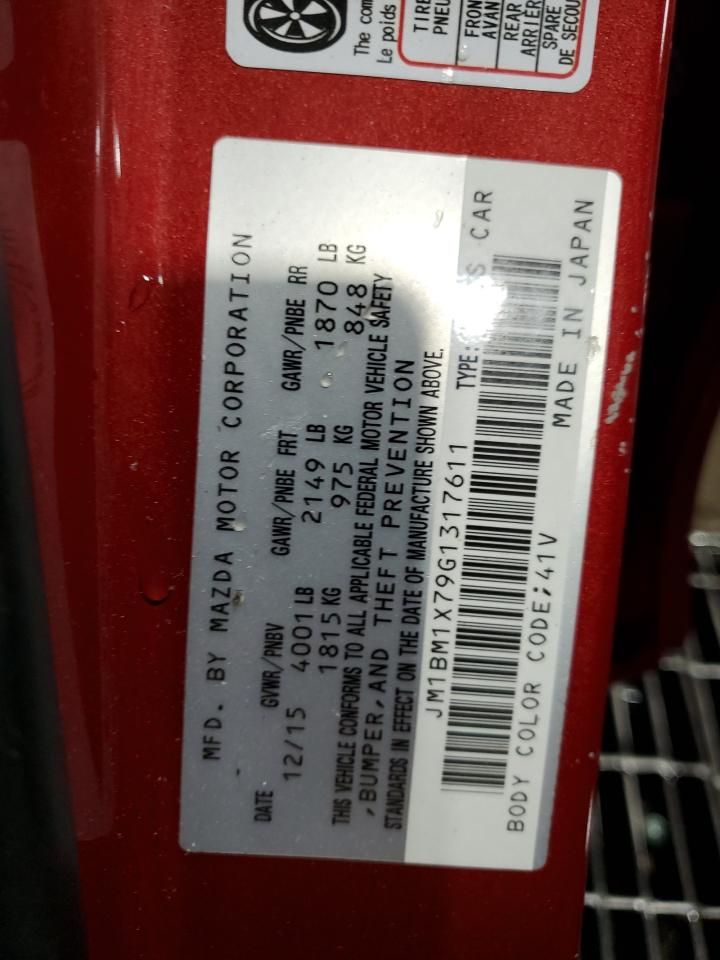 The com
Le poids
TIRE
PNEU
FRON
AVAN
REAR
ARRIÈR
SPARE
DE SECOU
MFD. BY MAZDA MOTOR CORPORATION
DATE GVWR/PNBV GAWR/PNBE FRT GAWR/PNBE RR
12/15 4001 LB 2149 LB 1870 LB
1815 KG 975 KG 848 KG
THIS VEHICLE CONFORMS TO ALL APPLICABLE FEDERAL MOTOR VEHICLE SAFETY
, BUMPER, AND THEFT PREVENTION
STANDARDS IN EFFECT ON THE DATE OF MANUFACTURE SHOWN ABOVE.
JM1BM1X79G1317611 TYPE: CAR
BODY COLOR CODE;41V MADE IN JAPAN